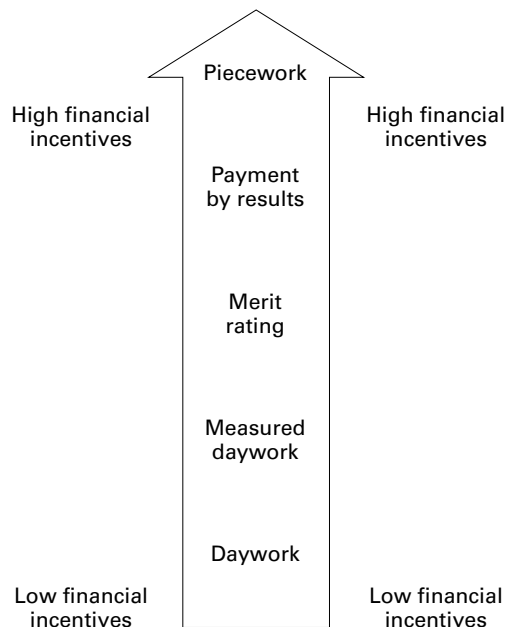 Piecework
High financial
incentives
High financial
incentives
Payment
by results
Merit
rating
Measured
daywork
Daywork
Low financial
incentives
Low financial
incentives